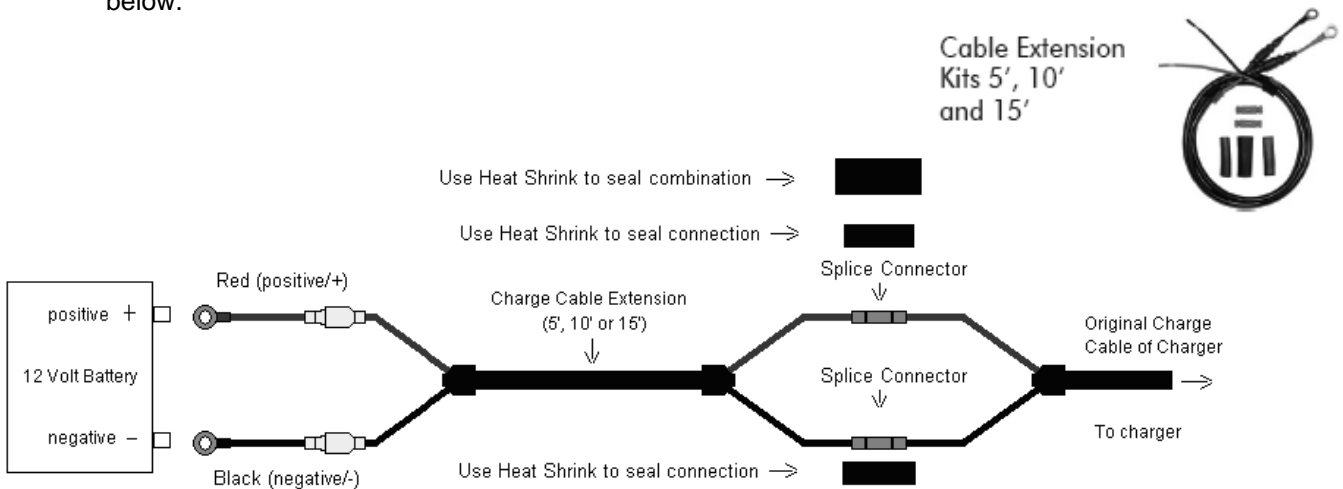 below.
Cable Extension
Kits 5’, 10’
and 15’
Use Heat Shrink to seal combination →
Use Heat Shrink to seal connection →
Splice Connector
Red (positive/+)
Charge Cable Extension
(5', 10' or 15')
positive +
12 Volt Battery
negative –
Original Charge
Cable of Charger
Splice Connector
To charger
Black (negative/-)
Use Heat Shrink to seal connection →